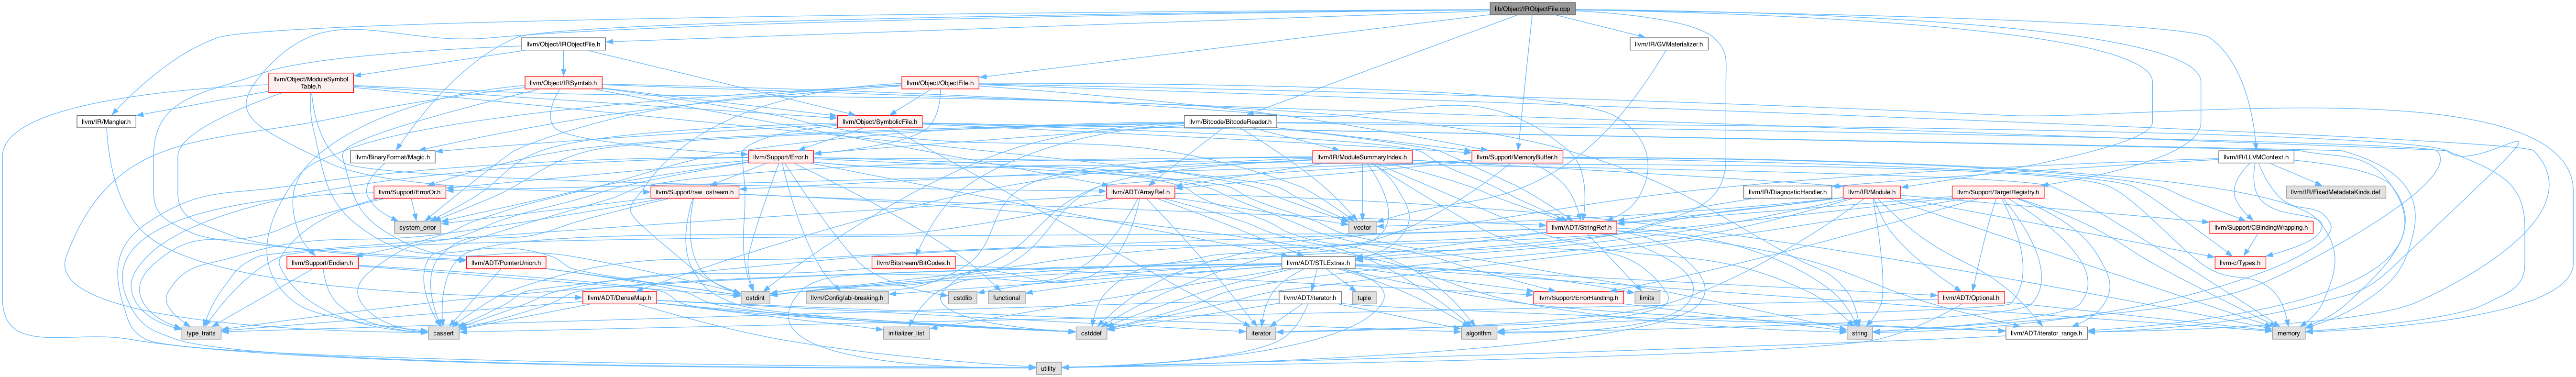 lib/Object/IRObjectFile.cpp
llvm/Object/IRObjectFile.h
llvm/IR/GVMaterializer.h
llvm/Object/ModuleSymbol
Table.h
llvm/Object/IRSymtab.h
llvm/Object/ObjectFile.h
llvm/IR/Mangler.h
llvm/Object/SymbolicFile.h
llvm/Bitcode/BitcodeReader.h
llvm/BinaryFormat/Magic.h
llvm/Support/Error.h
llvm/IR/ModuleSummaryIndex.h
llvm/Support/MemoryBuffer.h
llvm/IR/LLVMContext.h
llvm/Support/ErrorOr.h
llvm/Support/raw_ostream.h
llvm/ADT/ArrayRef.h
llvm/IR/DiagnosticHandler.h
llvm/IR/Module.h
llvm/Support/TargetRegistry.h
llvm/IR/FixedMetadataKinds.def
system_error
vector
llvm/ADT/StringRef.h
llvm/Support/CBindingWrapping.h
llvm/Support/Endian.h
llvm/ADT/PointerUnion.h
llvm/Bitstream/BitCodes.h
llvm/ADT/STLExtras.h
llvm-c/Types.h
llvm/ADT/DenseMap.h
cstdint
llvm/Config/abi-breaking.h
cstdlib
functional
llvm/ADT/iterator.h
tuple
llvm/Support/ErrorHandling.h
limits
llvm/ADT/Optional.h
type_traits
cassert
initializer_list
cstddef
iterator
algorithm
string
llvm/ADT/iterator_range.h
memory
utility